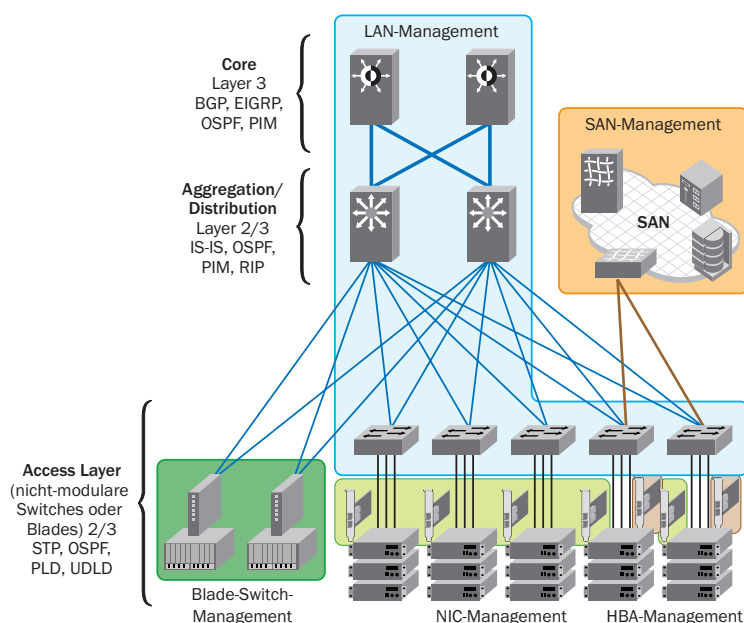 LAN-Management
Core
Layer 3
BGP, EIGRP,
OSPF, PIM
SAN-Management
SAN
Aggregation/
Distribution
Layer 2/3
IS-IS, OSPF,
PIM, RIP
Access Layer
(nicht-modulare
Switches oder
Blades) 2/3
STP, OSPF,
PLD, UDLD
Blade-Switch-
Management
NIC-Management
HBA-Management